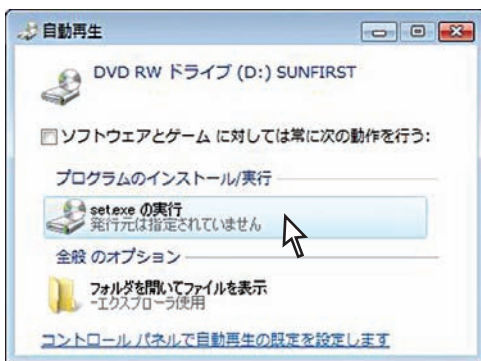 自動再生
DVD RW ドライブ (D:) SUNFIRST
ソフトウェアとゲーム に対しては常に次の動作を行う:
プログラムのインストール/実行
set.exe の実行
発行元は指定されていません
全般 のオプション
フォルダを開いてファイルを表示
-エクスプローラ使用
コントロール パネルで自動再生の既定を設定します